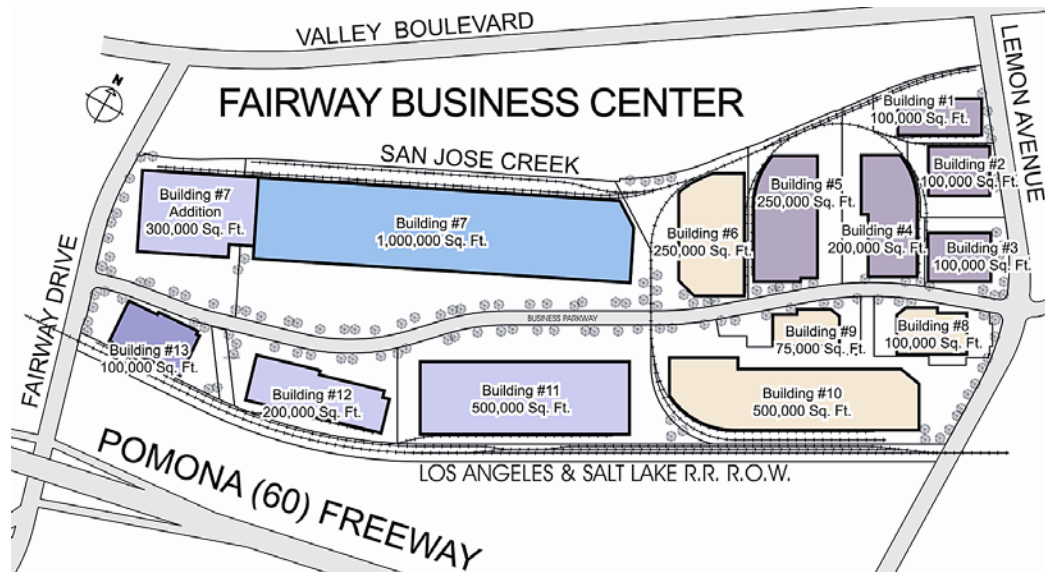 VALLEY BOULEVARD
LEMON AVENUE
N
FAIRWAY BUSINESS CENTER
Building #1
100,000 Sq. Ft.
SAN JOSE CREEK
Building #2
100,000 Sq. Ft.
Building #7
Addition
300,000 Sq. Ft.
Building #7
1,000,000 Sq. Ft.
Building #6
250,000 Sq. Ft.
Building #5
250,000 Sq. Ft.
Building #4
200,000 Sq. Ft.
Building #3
100,000 Sq. Ft.
FAIRWAY DRIVE
BUSINESS PARKWAY
Building #13
100,000 Sq. Ft.
Building #12
200,000 Sq. Ft.
Building #11
500,000 Sq. Ft.
Building #9
75,000 Sq. Ft.
Building #8
100,000 Sq. Ft.
Building #10
500,000 Sq. Ft.
LOS ANGELES & SALT LAKE R.R. R.O.W.
POMONA (60) FREEWAY